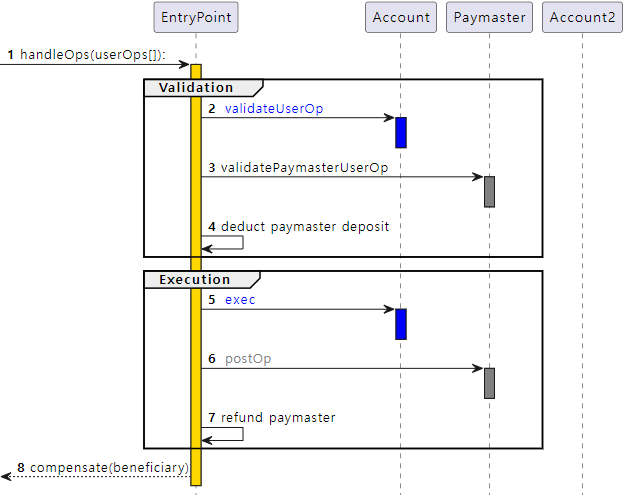 EntryPoint Account Paymaster Account2
1 handleOps(userOps[]):
Validation
2 validateUserOp
3 validatePaymasterUserOp
4 deduct paymaster deposit
Execution
5 exec
6 postOp
7 refund paymaster
8 compensate(beneficiary)